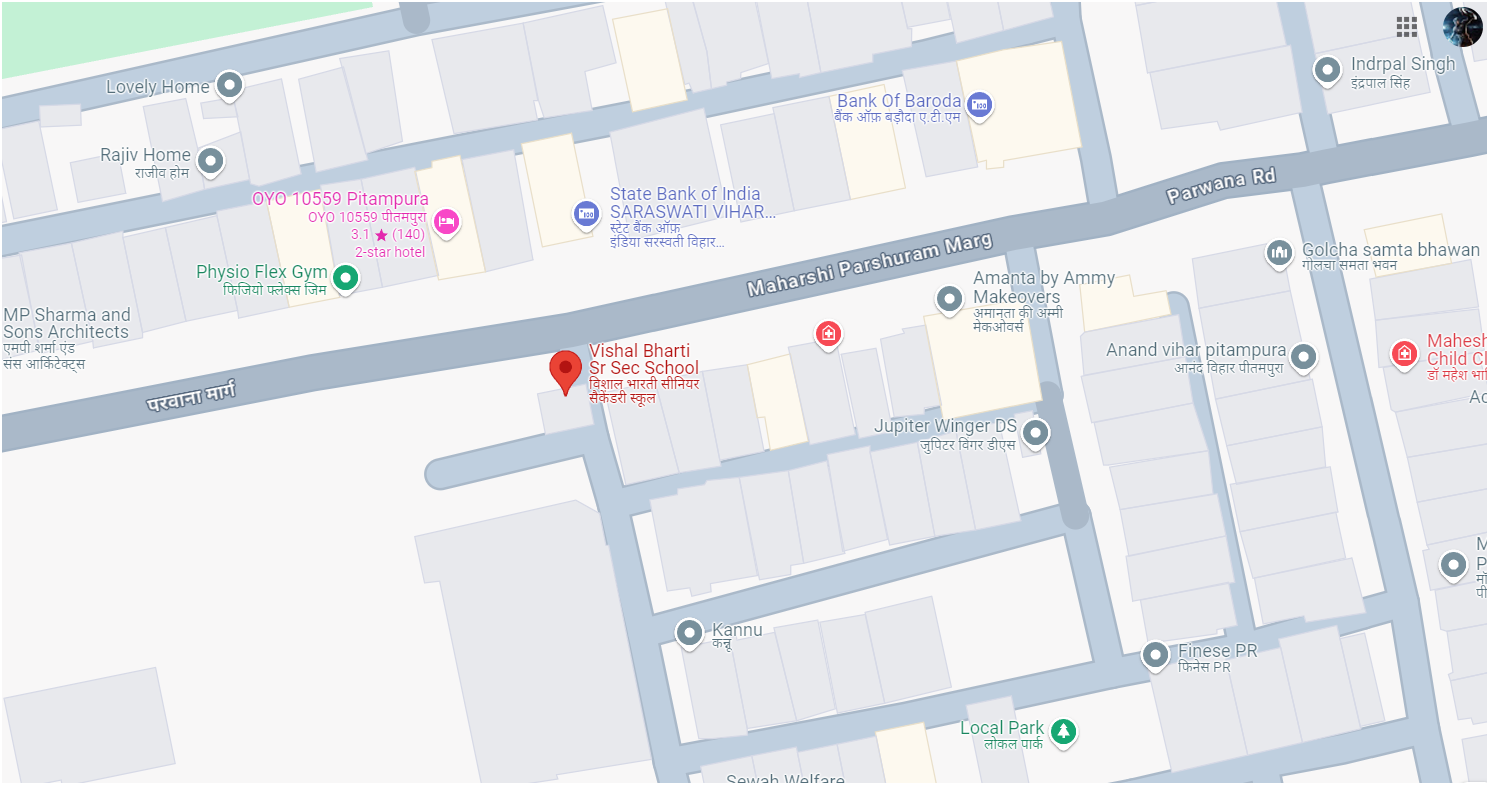 Lovely Home
Indrpal Singh
इंद्रपाल सिंह
Bank Of Baroda
बैंक ऑफ़ बड़ौदा ए.टी.एम
Rajiv Home
राजीव होम
Parwana Rd
OYO 10559 Pitampura
OYO 10559 पीतमपुरा
3.1 ★ (140)
2-star hotel
State Bank of India
SARASWATI VIHAR...
स्टेट बैंक ऑफ़
इंडिया सरस्वती विहार...
Maharshi Parshuram Marg
Golcha samta bhawan
गोलचा समता भवन
Physio Flex Gym
फिजियो फ्लेक्स जिम
Amanta by Ammy
Makeovers
अमानता की अम्मी
मेकओवर्स
MP Sharma and
Sons Architects
एमपी शर्मा एंड
संस आर्किटेक्ट्स
Vishal Bharti
Sr Sec School
विशाल भारती सीनियर
सैकेंडरी स्कूल
Anand vihar pitampura
आनंद विहार पीतमपुरा
Mahesh
Child Cl
डॉ महेश
परवाना मार्ग
Ac
Jupiter Winger DS
जुपिटर विंगर डीएस
Kannu
कन्नू
Finese PR
फिनेस PR
Local Park
लोकल पार्क
Sewah Welfare